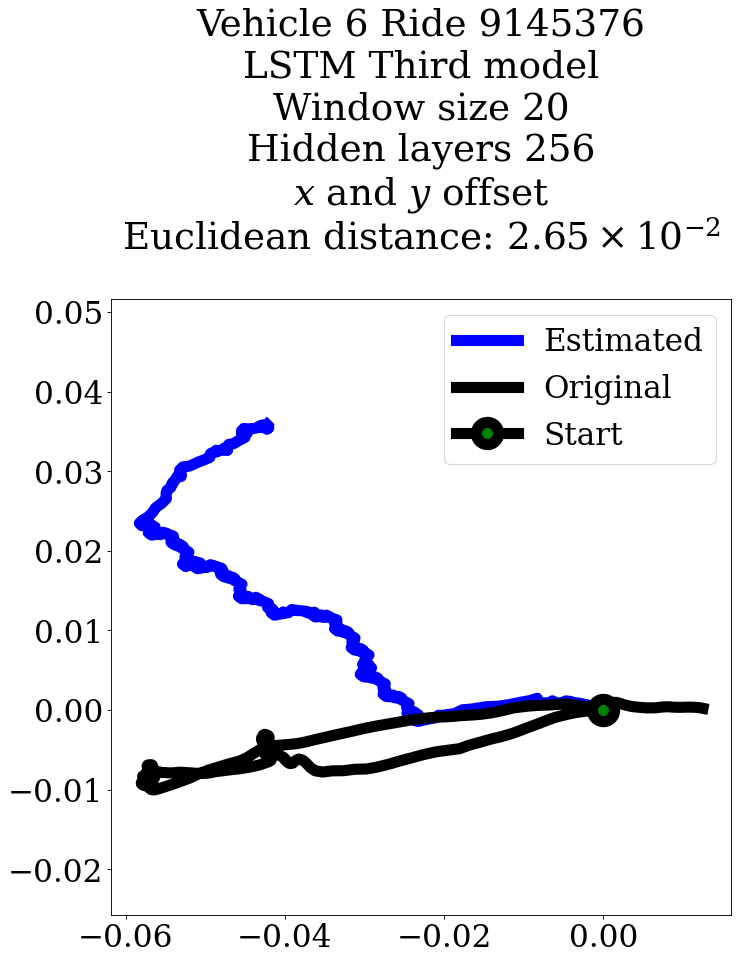 Vehicle 6 Ride 9145376
LSTM Third model
Window size 20
Hidden layers 256
x and y offset
Euclidean distance: 2.65 × 10⁻²
0.05
0.04
0.03
0.02
0.01
0.00
−0.01
−0.02
Estimated
Original
Start
−0.06
−0.04
−0.02
0.00